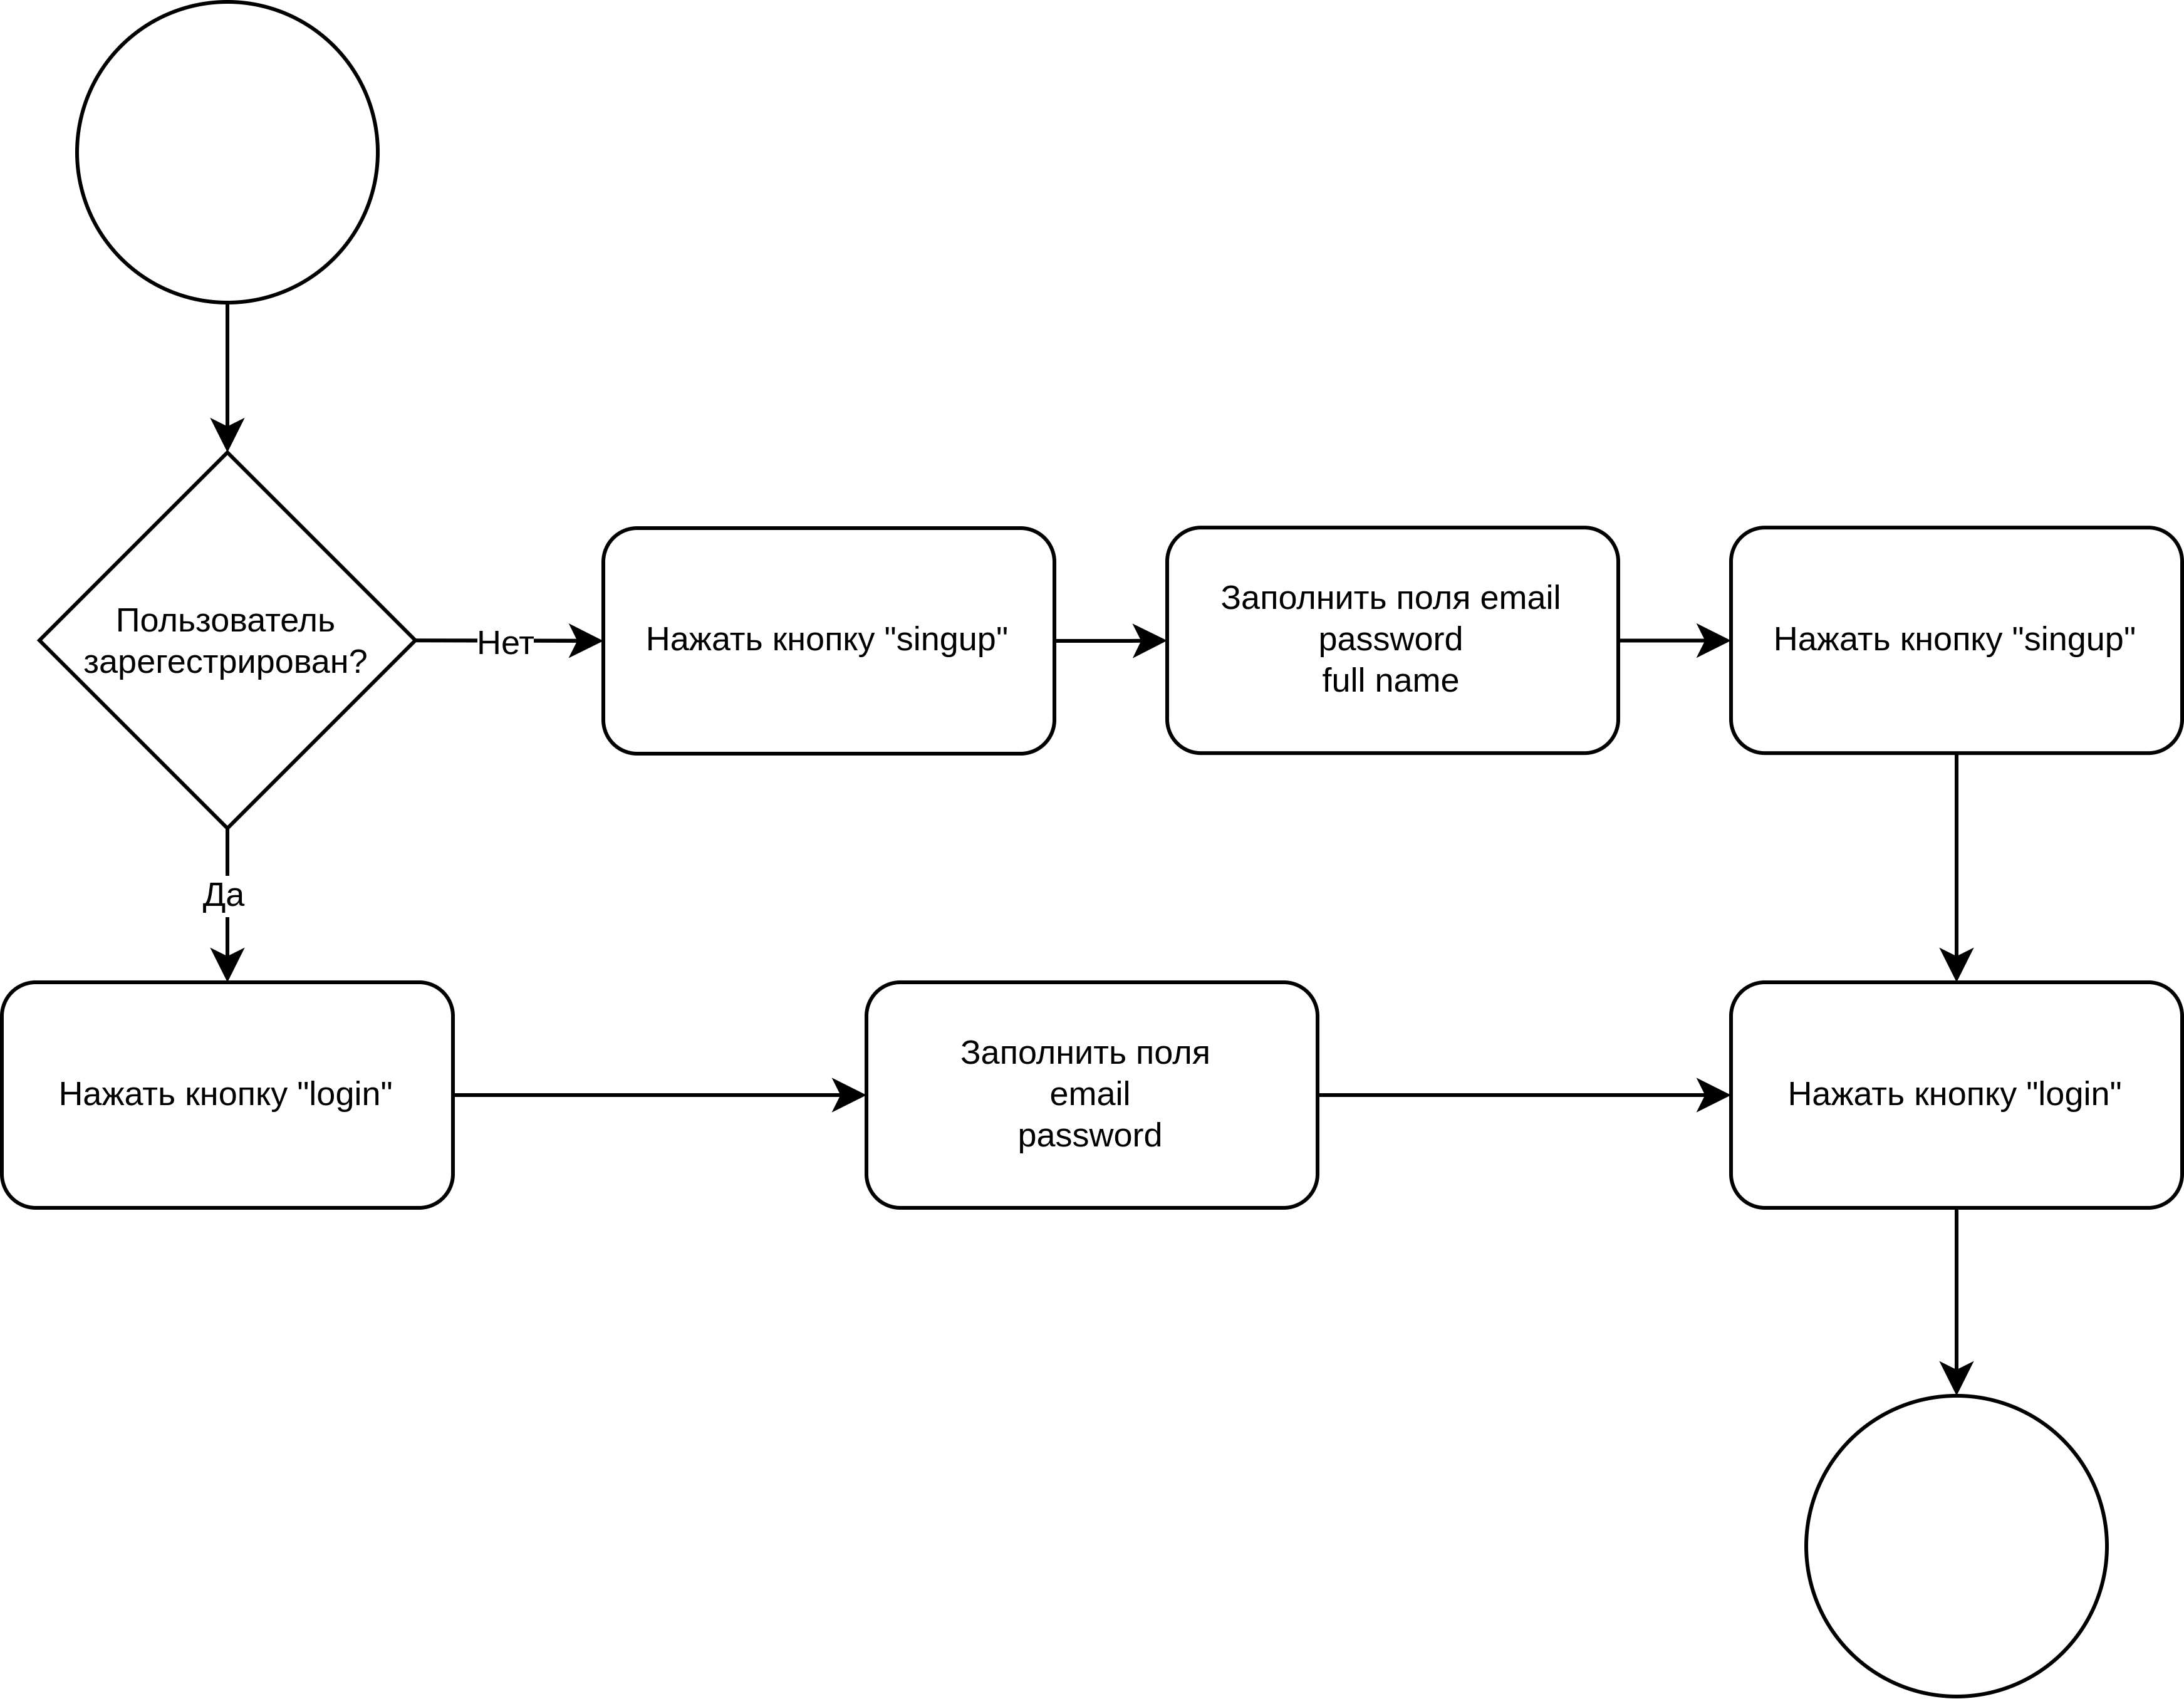 Пользователь
зарегестрирован?
Нет
Нажать кнопку "singup"
Заполнить поля email
password
full name
Нажать кнопку "singup"
Да
Нажать кнопку "login"
Заполнить поля
email
password
Нажать кнопку "login"